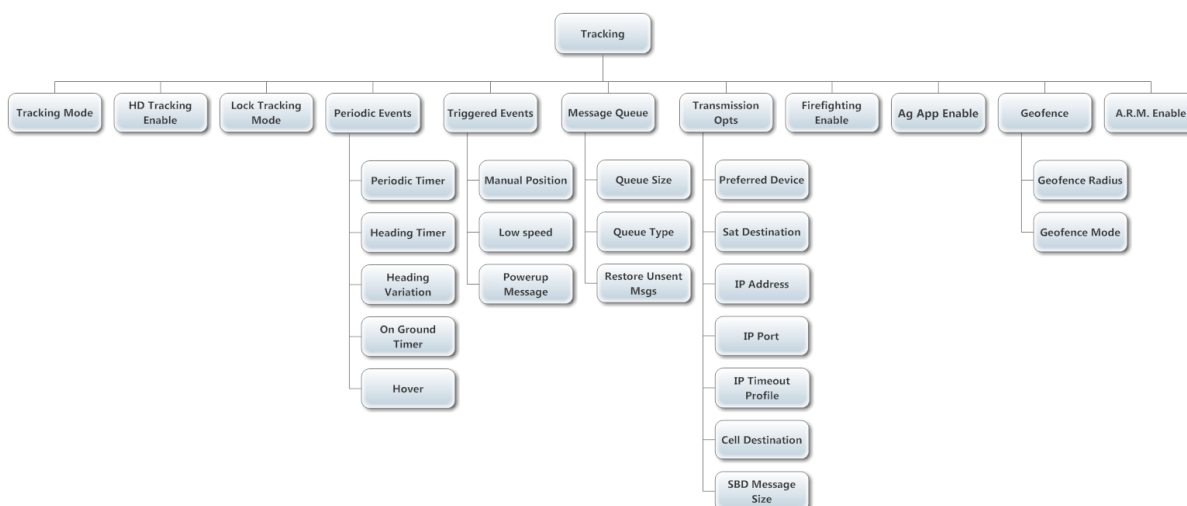 Tracking
Tracking Mode
HD Tracking
Enable
Lock Tracking
Mode
Periodic Events
Triggered Events
Message Queue
Transmission
Opts
Firefighting
Enable
Ag App Enable
Geofence
A.R.M. Enable
Periodic Timer
Heading Timer
Heading
Variation
On Ground
Timer
Hover
Manual Position
Low speed
Powerup
Message
Queue Size
Queue Type
Restore Unsent
Msgs
Preferred Device
Sat Destination
IP Address
IP Port
IP Timeout
Profile
Cell Destination
SBD Message
Size
Geofence Radius
Geofence Mode